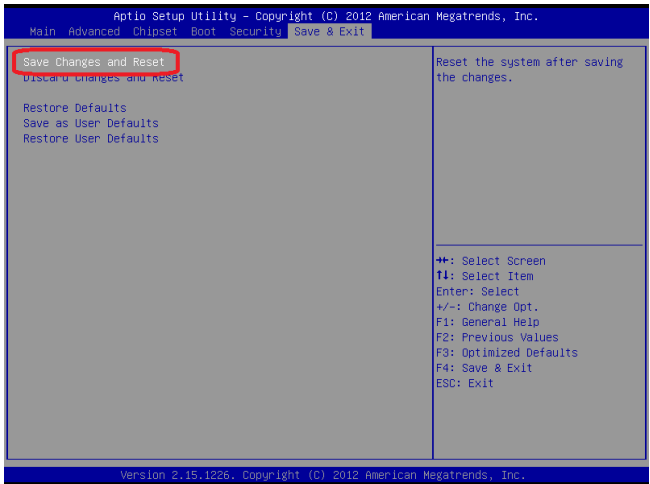 Aptio Setup Utility – Copyright (C) 2012 American Megatrends, Inc.
Main Advanced Chipset Boot Security Save & Exit
Save Changes and Reset
Discard Changes and Reset
Restore Defaults
Save as User Defaults
Restore User Defaults
Reset the system after saving
the changes.
→←: Select Screen
↑↓: Select Item
Enter: Select
+/-: Change Opt.
F1: General Help
F2: Previous Values
F3: Optimized Defaults
F4: Save & Exit
ESC: Exit
Version 2.15.1226. Copyright (C) 2012 American Megatrends, Inc.